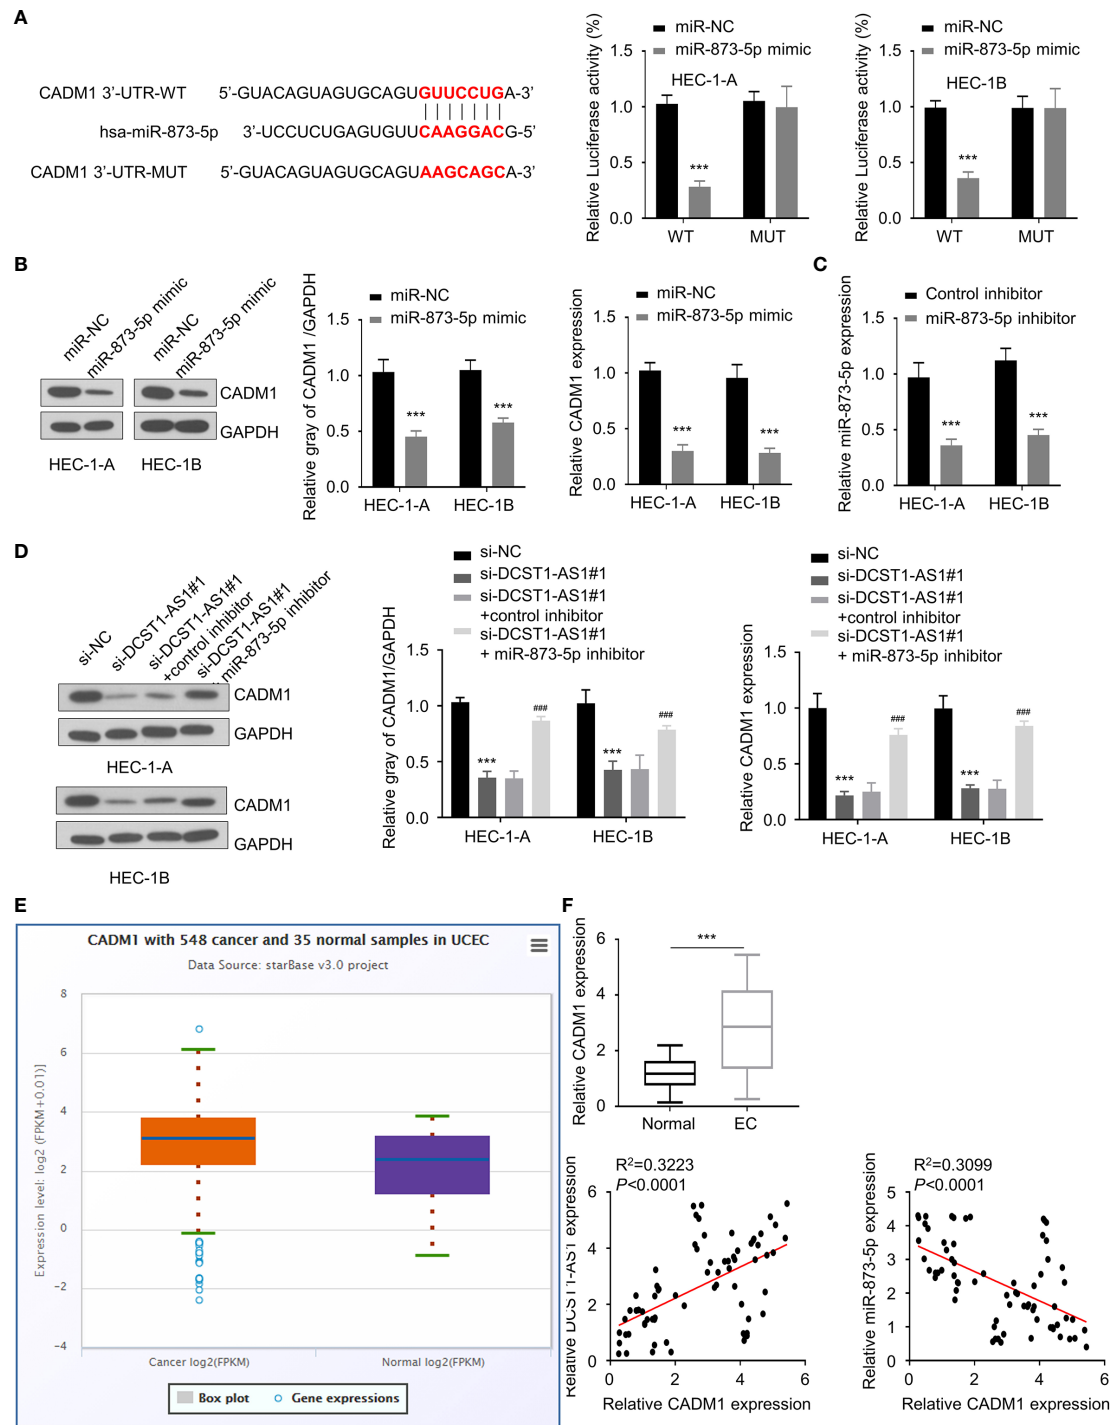 A
CADM1 3’-UTR-WT 5’-GUACAGUAGUGCAGUGUUCCUGA-3’
hsa-miR-873-5p 3’-UCCUCUGAGUGUUCAAGGACG-5’
CADM1 3’-UTR-MUT 5’-GUACAGUAGUGCAGUAAGCAGCA-3’
Relative Luciferase activity (%)
miR-NC
miR-873-5p mimic
HEC-1-A
1.5
1.0
0.5
0.0
***
WT MUT
Relative Luciferase activity (%)
miR-NC
miR-873-5p mimic
HEC-1B
1.5
1.0
0.5
0.0
***
WT MUT
B
miR-NC
miR-873-5p mimic
miR-NC
miR-873-5p mimic
CADM1
GAPDH
HEC-1-A HEC-1B
Relative gray of CADM1 /GAPDH
miR-NC
miR-873-5p mimic
1.5
1.0
0.5
0.0
*** ***
HEC-1-A HEC-1B
Relative CADM1 expression
miR-NC
miR-873-5p mimic
1.5
1.0
0.5
0.0
*** ***
HEC-1-A HEC-1B
C
Relative miR-873-5p expression
Control inhibitor
miR-873-5p inhibitor
1.5
1.0
0.5
0.0
*** ***
HEC-1-A HEC-1B
D
si-NC
si-DCST1-AS1#1
si-DCST1-AS1#1
+control inhibitor
si-DCST1-AS1#1
miR-873-5p inhibitor
CADM1
GAPDH
HEC-1-A
CADM1
GAPDH
HEC-1B
Relative gray of CADM1/GAPDH
si-NC
si-DCST1-AS1#1
si-DCST1-AS1#1
+control inhibitor
si-DCST1-AS1#1
+ miR-873-5p inhibitor
1.5
1.0
0.5
0.0
*** ### *** ###
HEC-1-A HEC-1B
Relative CADM1 expression
si-NC
si-DCST1-AS1#1
si-DCST1-AS1#1
+control inhibitor
si-DCST1-AS1#1
+ miR-873-5p inhibitor
1.5
1.0
0.5
0.0
*** ### *** ###
HEC-1-A HEC-1B
E
CADM1 with 548 cancer and 35 normal samples in UCEC
Data Source: starBase v3.0 project
Expression level: log2 (FPKM+0.01)]
8
6
4
2
0
−2
−4
Cancer log2(FPKM) Normal log2(FPKM)
Box plot Gene expressions
F
Relative CADM1 expression
6
4
2
0
***
Normal EC
Relative DCST1-AS1 expression
R2=0.3223
P<0.0001
6
4
2
0
0 2 4 6
Relative CADM1 expression
Relative miR-873-5p expression
R2=0.3099
P<0.0001
5
4
3
2
1
0
0 2 4 6
Relative CADM1 expression